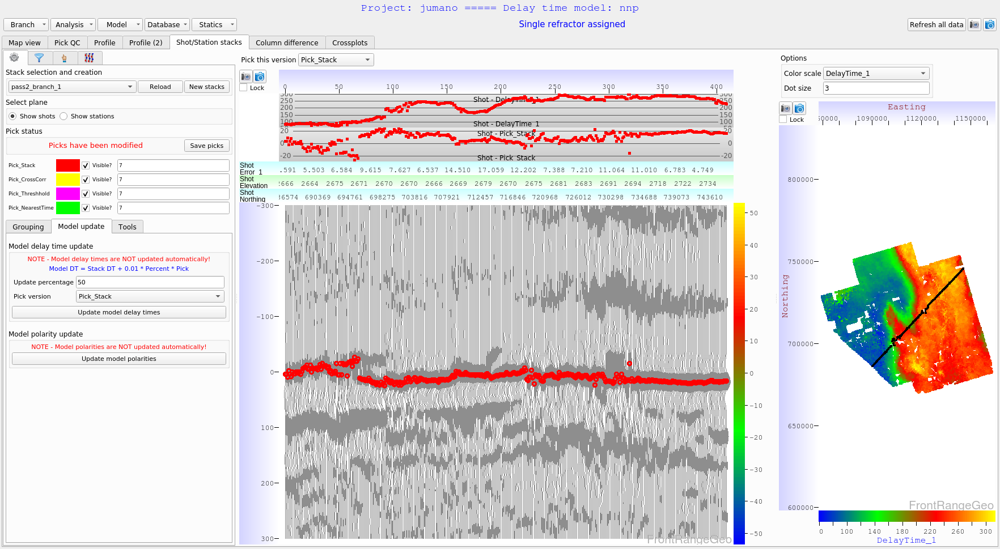 Project: jumano ===== Delay time model: nnp
Branch Analysis Model Database Statics
Single refractor assigned
Refresh all data
Map view Pick QC Profile Profile (2) Shot/Station stacks Column difference Crossplots
Stack selection and creation
pass2_branch_1 Reload New stacks
Select plane
Show shots Show stations
Pick status
Picks have been modified Save picks
Pick_Stack Visible? 7
Pick_CrossCorr Visible? 7
Pick_Threshhold Visible? 7
Pick_NearestTime Visible? 7
Grouping Model update Tools
Model delay time update
NOTE - Model delay times are NOT updated automatically!
Model DT = Stack DT + 0.01 * Percent * Pick
Update percentage 50
Pick version Pick_Stack
Update model delay times
Model polarity update
NOTE - Model polarities are NOT updated automatically!
Update model polarities
Pick this version Pick_Stack
Lock
0 50 100 150 200 250 300 350 400
300 300
Shot - DelayTime_1
250 250
200 200
150 150
100 100
Shot - DelayTime_1
20 20
Shot - Pick_Stack
0 0
-20 -20
Shot - Pick_Stack
Shot
Error_1 .591 5.503 6.584 9.615 7.627 6.537 14.510 17.059 12.202 7.388 7.210 11.064 11.010 6.783 4.749
Shot
Elevation 2666 2664 2675 2671 2670 2670 2666 2669 2679 2670 2675 2681 2683 2691 2694 2718 2722 2734
Shot
Northing 36574 690369 694761 698275 703816 707921 712457 716846 720968 726012 730298 734688 739073 743610
-300
-200
-100
0
100
200
300
50
40
30
20
10
0
-10
-20
-30
-40
-50
FrontRangeGeo
Options
Color scale DelayTime_1
Dot size 3
Lock
Easting
50000 1090000 1120000 1150000
Northing
800000
750000
700000
650000
600000
FrontRangeGeo
0 100 140 180 220 260 300
DelayTime_1